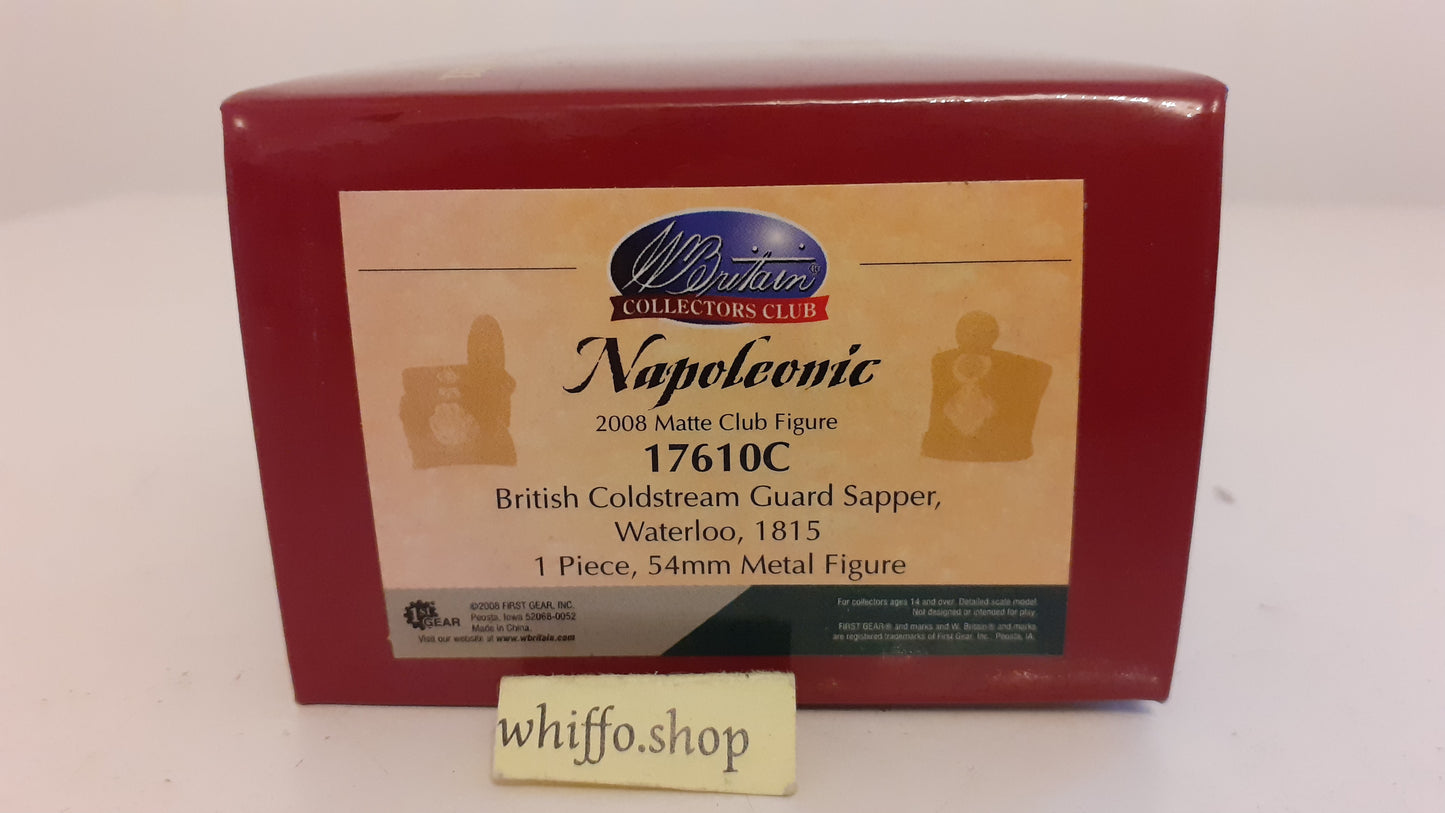 W Britain®
COLLECTORS CLUB
Napoleonic
2008 Matte Club Figure
17610C
British Coldstream Guard Sapper,
Waterloo, 1815
1 Piece, 54mm Metal Figure
1st GEAR
©2008 FIRST GEAR, INC.
Peosta, Iowa 52068-0052
Made in China.
Visit our website at www.wbritain.com
For collectors ages 14 and over. Detailed scale model.
Not designed or intended for play.
FIRST GEAR® and marks and W. Britain® and marks
are registered trademarks of First Gear, Inc., Peosta, IA.
whiffo.shop